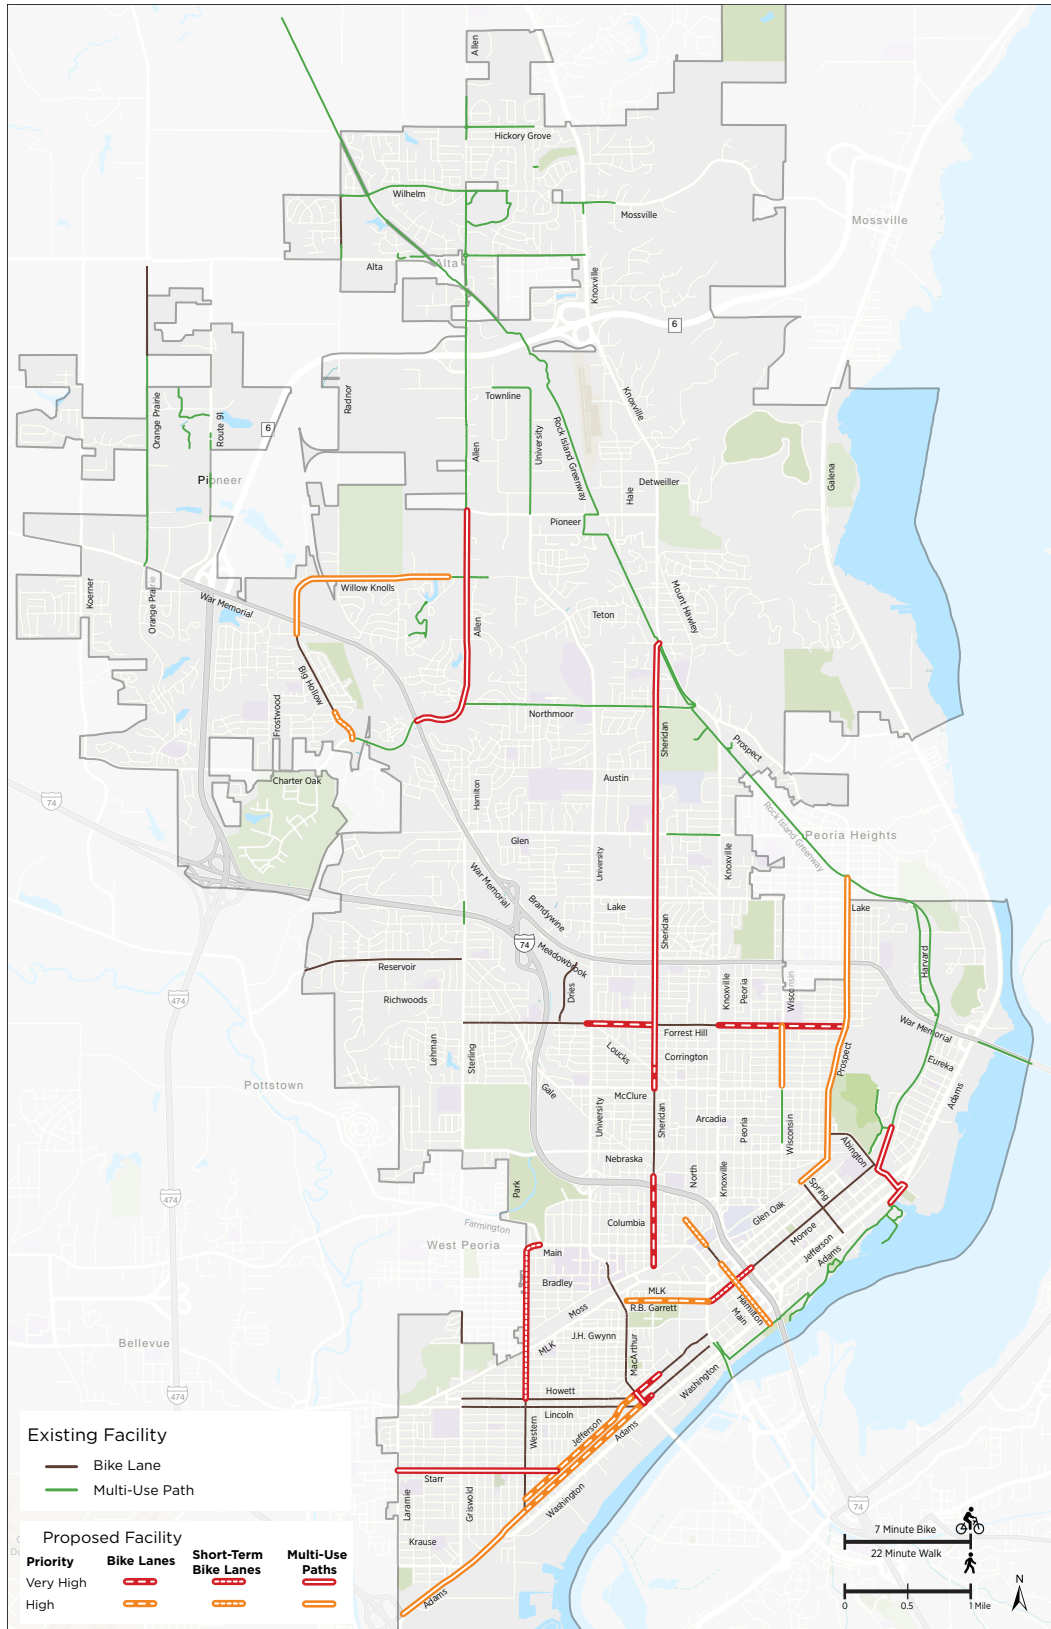 Allen
Hickory Grove
Wilhelm
Mossville
Mossville
Alta
Alta
Knoxville
6
Radnor
Orange Prairie
Route 91
6
Townline
Knoxville
University
Allen
Rock Island Greenway
Detweiller
Hale
Galena
Pioneer
Pioneer
Koerner
Orange Prairie
War Memorial
Willow Knolls
Allen
Teton
Mount Hawley
Big Hollow
Frostwood
Northmoor
Sheridan
Prospect
Charter Oak
Hamilton
Austin
74
Rock Island Greenway
Peoria Heights
Glen
University
Knoxville
War Memorial
Brandywine
Lake
Lake
Sheridan
74
Meadowbrook
Harvard
Reservoir
Dries
Knoxville
Peoria
Wisconsin
Richwoods
474
War Memorial
Forrest Hill
Lehman
Sterling
Loucks
Corrington
Prospect
Eureka
Pottstown
Gale
McClure
Adams
University
Sheridan
Arcadia
Peoria
Wisconsin
Nebraska
Abington
North
Knoxville
474
Park
Spring
Glen Oak
Farmington
West Peoria
Columbia
Monroe
Jefferson
Adams
Main
Bradley
MLK
R.B. Garrett
Hamilton
Main
Moss
J.H. Gwynn
MLK
MacArthur
Bellevue
474
Washington
Howett
Lincoln
Western
Jefferson
Adams
Starr
Laramie
Griswold
Washington
Krause
Adams
74
Existing Facility
Bike Lane
Multi-Use Path
Proposed Facility
Priority Bike Lanes Short-Term Bike Lanes Multi-Use Paths
Very High
High
7 Minute Bike
22 Minute Walk
N
0 0.5 1 Mile